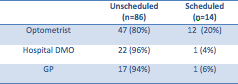 Unscheduled Scheduled
(n=86) (n=14)
Optometrist 47 (80%) 12 (20%)
Hospital DMO 22 (96%) 1 (4%)
GP 17 (94%) 1 (6%)